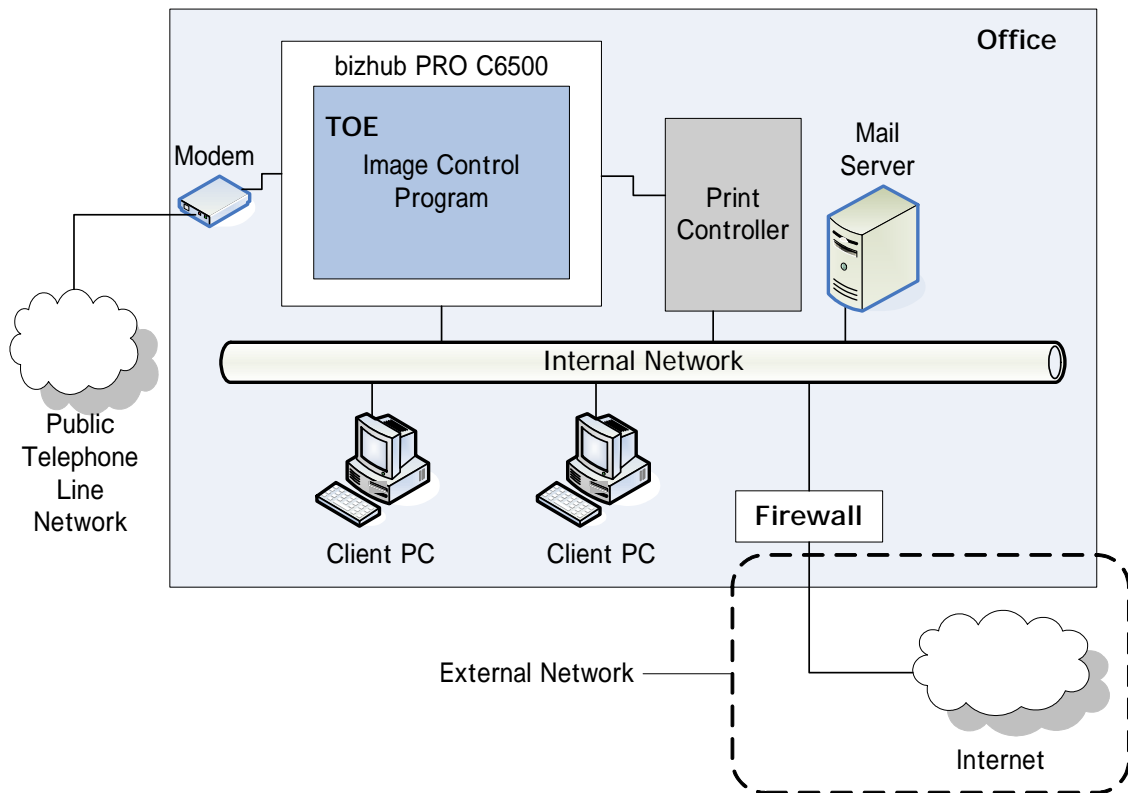 Office
bizhub PRO C6500
TOE
Image Control
Program
Modem
Print
Controller
Mail
Server
Internal Network
Public
Telephone
Line
Network
Client PC
Client PC
Firewall
External Network
Internet